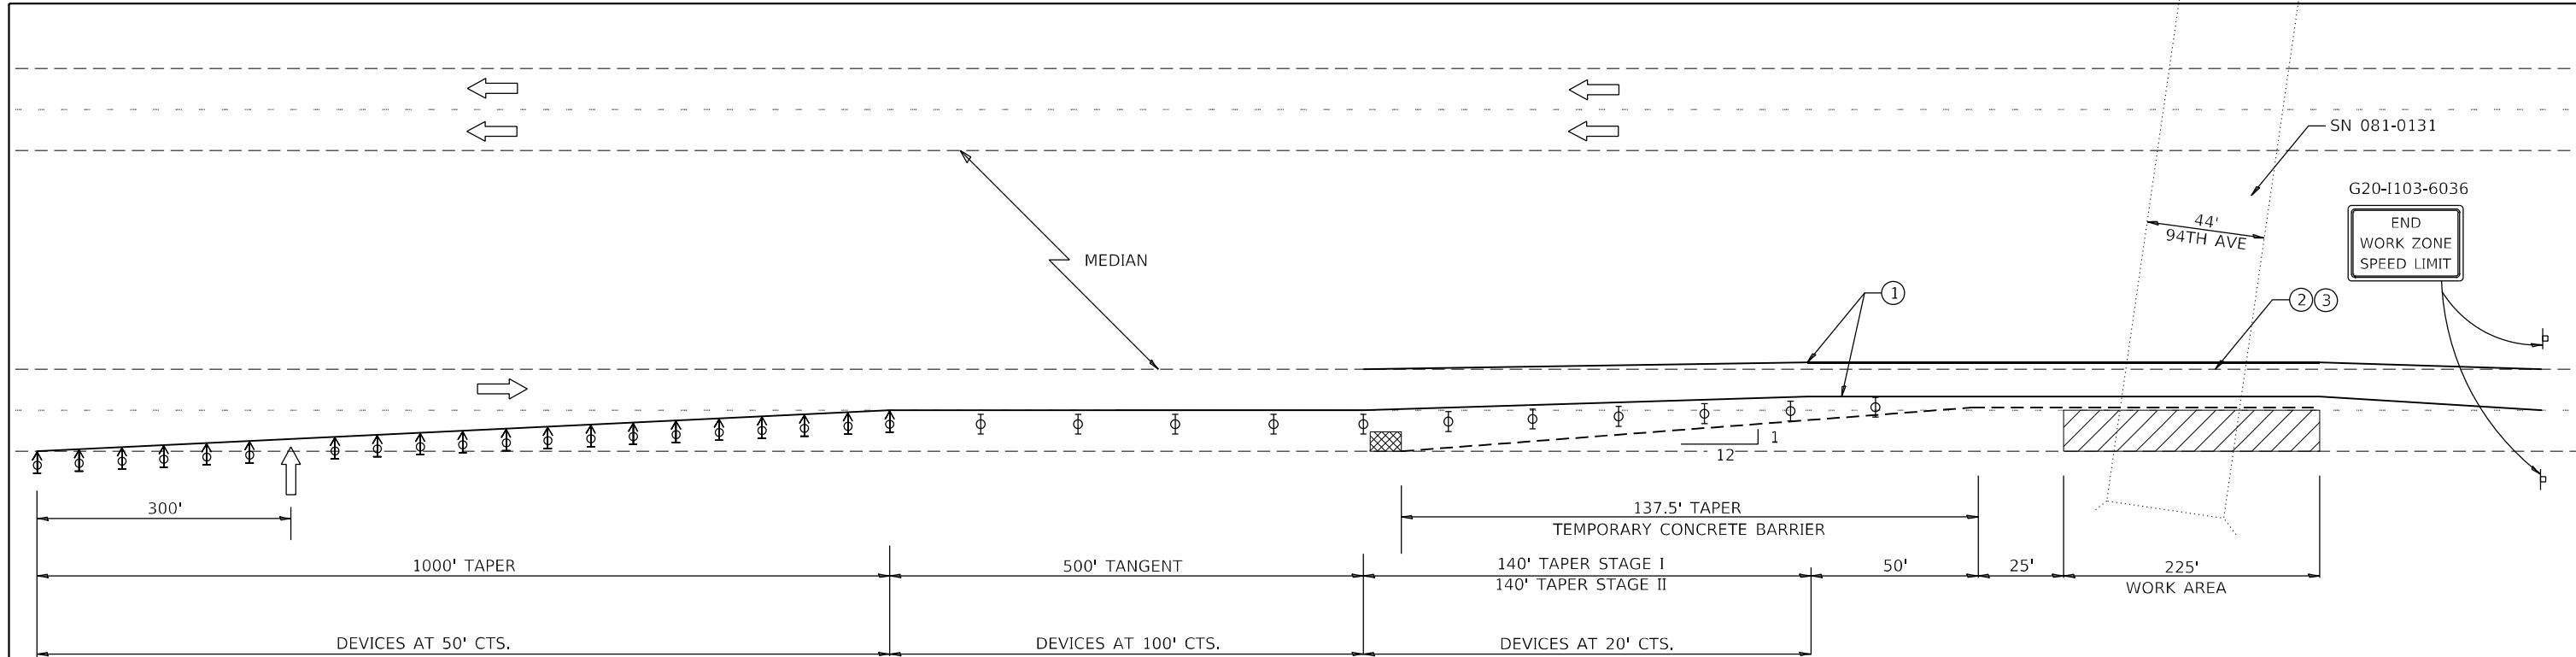 SN 081-0131
G20-I103-6036
END
WORK ZONE
SPEED LIMIT
44'
94TH AVE
MEDIAN
1
2 3
1
12
300'
137.5' TAPER
TEMPORARY CONCRETE BARRIER
1000' TAPER
500' TANGENT
140' TAPER STAGE I
140' TAPER STAGE II
50'
25'
225'
WORK AREA
DEVICES AT 50' CTS.
DEVICES AT 100' CTS.
DEVICES AT 20' CTS.